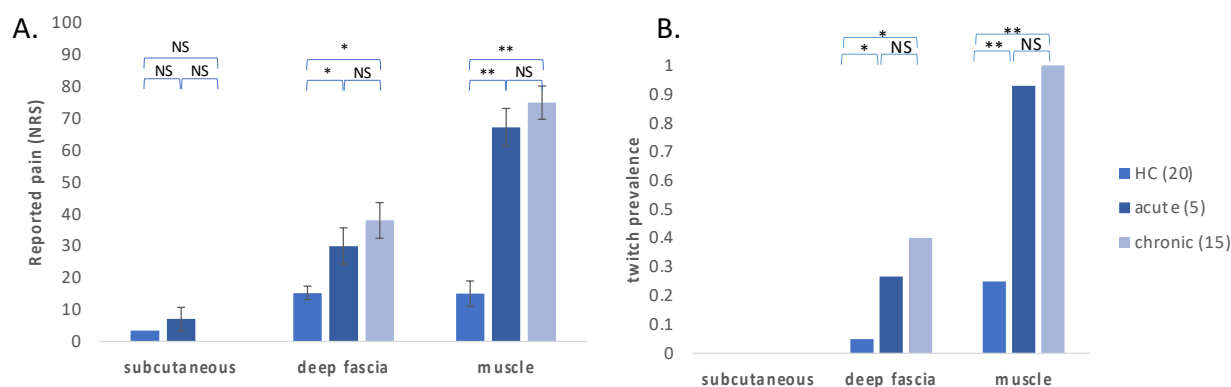 A.
Reported pain (NRS)
100
90
80
70
60
50
40
30
20
10
0
NS
NS NS
*
* NS
**
** NS
subcutaneous deep fascia muscle
B.
twitch prevalence
1
0.9
0.8
0.7
0.6
0.5
0.4
0.3
0.2
0.1
0
*
* NS
**
** NS
subcutaneous deep fascia muscle
HC (20)
acute (5)
chronic (15)